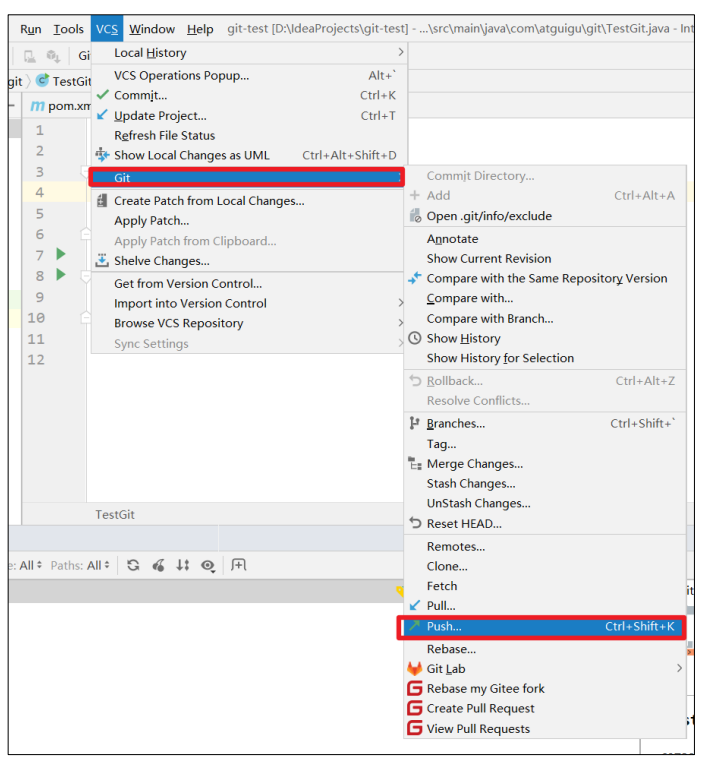 Run Tools VCS Window Help git-test [D:\IdeaProjects\git-test] - ...\src\main\java\com\atguigu\git\TestGit.java - Int
Gi
Local History
git TestGit
VCS Operations Popup... Alt+`
pom.xm
Commit... Ctrl+K
Update Project... Ctrl+T
1
Refresh File Status
2
Show Local Changes as UML Ctrl+Alt+Shift+D
3
Git
4
Create Patch from Local Changes...
5
Apply Patch...
6
Apply Patch from Clipboard...
7
Shelve Changes...
8
Get from Version Control...
9
Import into Version Control
10
Browse VCS Repository
11
Sync Settings
12
Commit Directory...
Add Ctrl+Alt+A
Open .git/info/exclude
Annotate
Show Current Revision
Compare with the Same Repository Version
Compare with...
Compare with Branch...
Show History
Show History for Selection
Rollback... Ctrl+Alt+Z
Resolve Conflicts...
Branches... Ctrl+Shift+`
Tag...
Merge Changes...
Stash Changes...
UnStash Changes...
Reset HEAD...
TestGit
Remotes...
e: All Paths: All
Clone...
Fetch
Pull...
Push... Ctrl+Shift+K
Rebase...
Git Lab
Rebase my Gitee fork
Create Pull Request
View Pull Requests